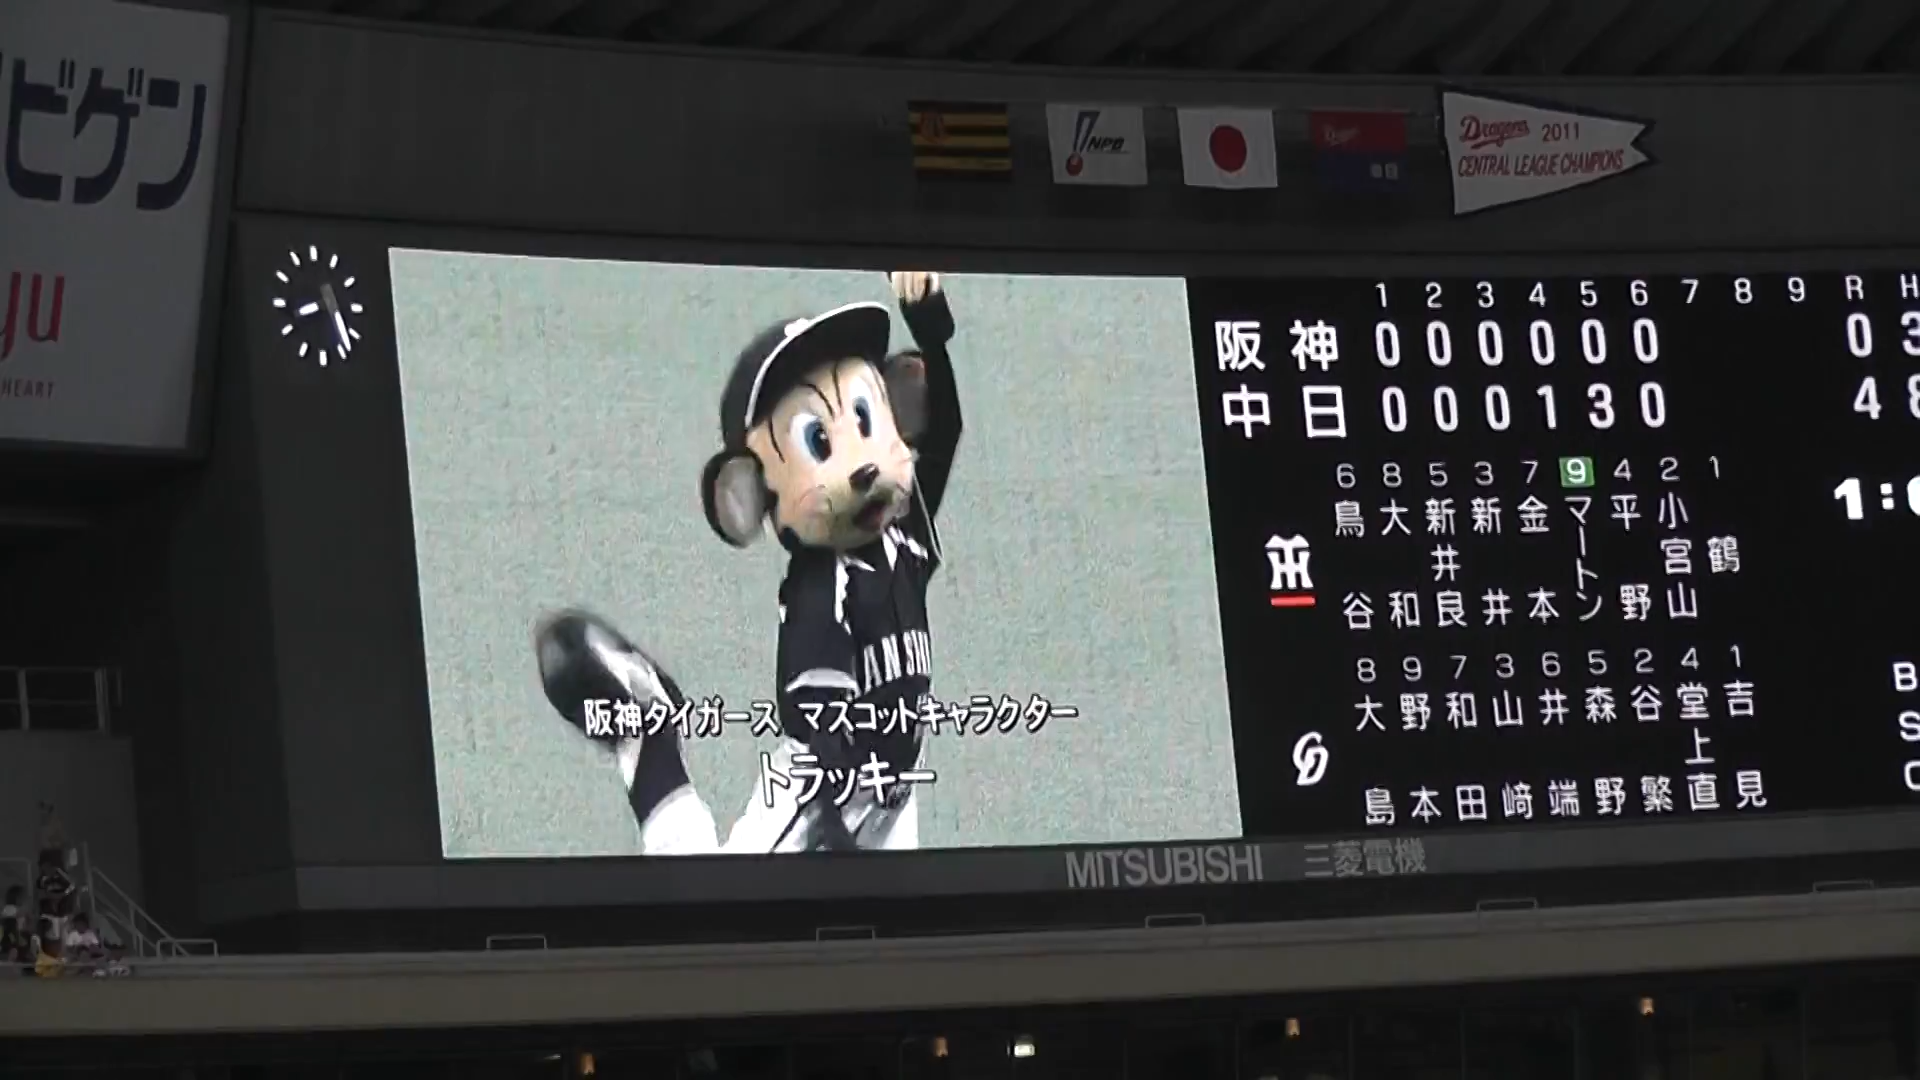 ビゲン
yu
HEART
NPB
Dragons 2011
CENTRAL LEAGUE CHAMPIONS
1 2 3 4 5 6 7 8 9 R H
阪神 0 0 0 0 0 0 0 3
中日 0 0 0 1 3 0 4 8
6 8 5 3 7 9 4 2 1
鳥谷 大和 新井良 新井 金本 マートン 平野 小宮山 鶴
8 9 7 3 6 5 2 4 1
大島 野本 和田 山﨑 井端 森野 谷繁 堂上直 吉見
B
S
阪神タイガース マスコットキャラクター
トラッキー
ANSHI
MITSUBISHI 三菱電機